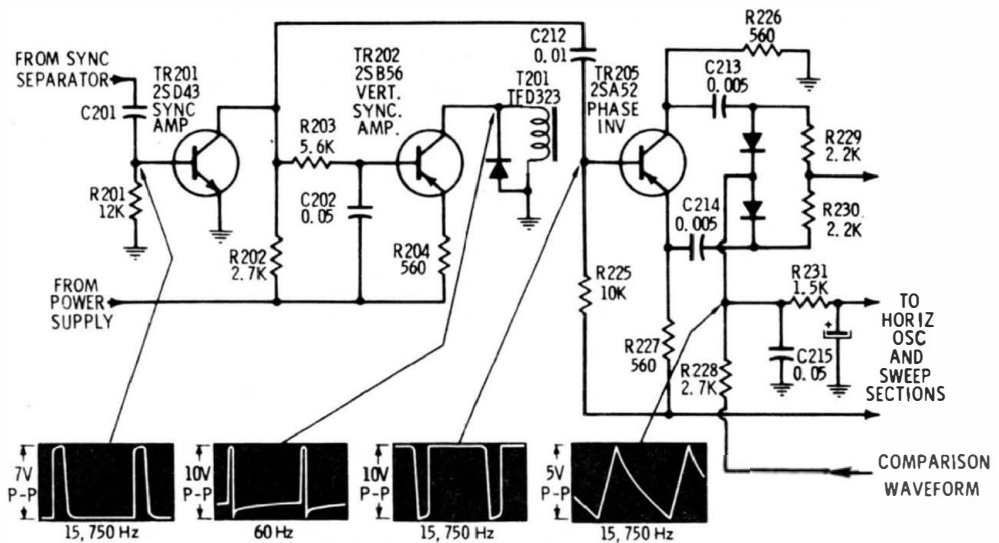 FROM SYNC
SEPARATOR
C201
TR201
2SD43
SYNC
AMP
R201
12K
R202
2.7K
FROM
POWER
SUPPLY
R203
5.6K
C202
0.05
TR202
2SB56
VERT.
SYNC.
AMP.
R204
560
T201
TFD323
C212
0.01
TR205
2SA52
PHASE
INV
R225
10K
R226
560
C213
0.005
C214
0.005
R229
2.2K
R230
2.2K
R227
560
R228
2.7K
R231
1.5K
+
C215
0.05
TO
HORIZ
OSC
AND
SWEEP
SECTIONS
COMPARISON
WAVEFORM
7V
P-P
15,750 Hz
10V
P-P
60Hz
10V
P-P
15,750 Hz
5V
P-P
15,750 Hz